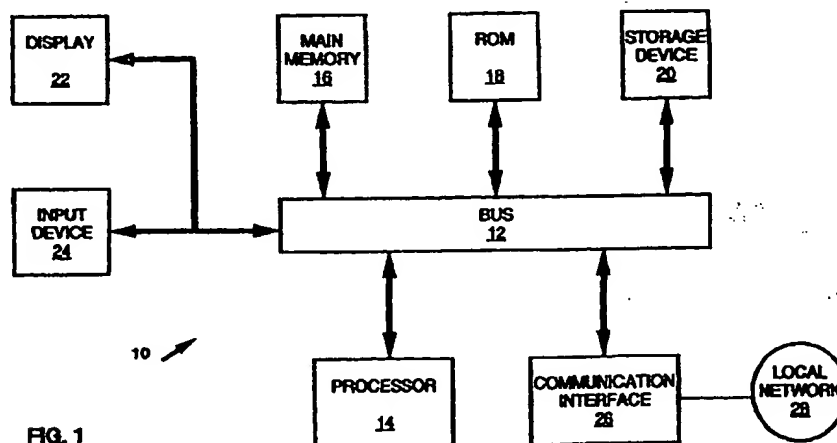 DISPLAY
22
MAIN
MEMORY
16
ROM
18
STORAGE
DEVICE
20
INPUT
DEVICE
24
BUS
12
10
PROCESSOR
14
COMMUNICATION
INTERFACE
26
LOCAL
NETWORK
28
FIG. 1